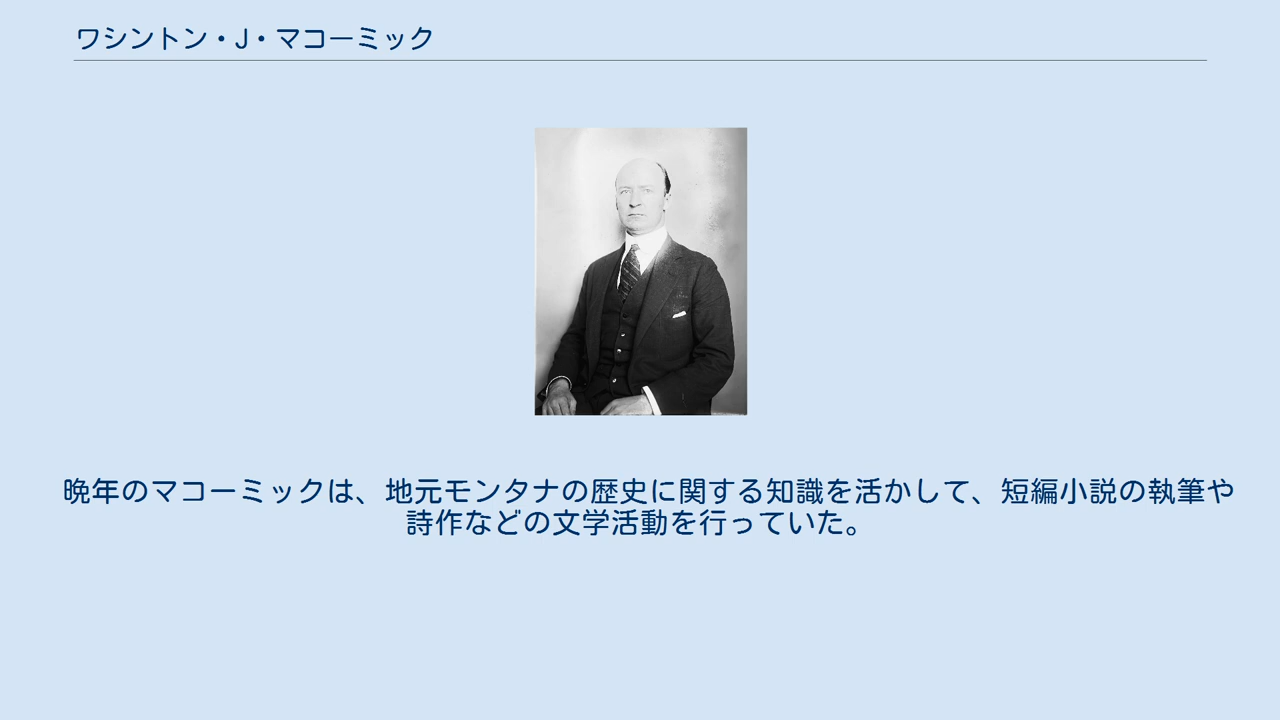 ワシントン・J・マコーミック
晩年のマコーミックは、地元モンタナの歴史に関する知識を活かして、短編小説の執筆や
詩作などの文学活動を行っていた。